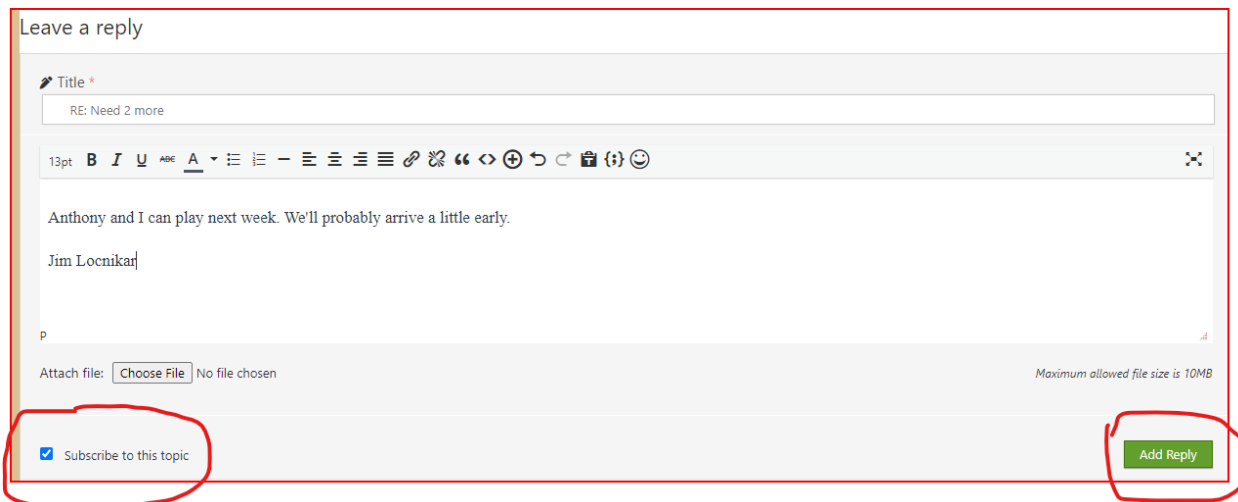 Leave a reply
Title *
RE: Need 2 more
13pt B I U ABC A
Anthony and I can play next week. We'll probably arrive a little early.
Jim Locnikar
P
Attach file: Choose File No file chosen Maximum allowed file size is 10MB
Subscribe to this topic Add Reply